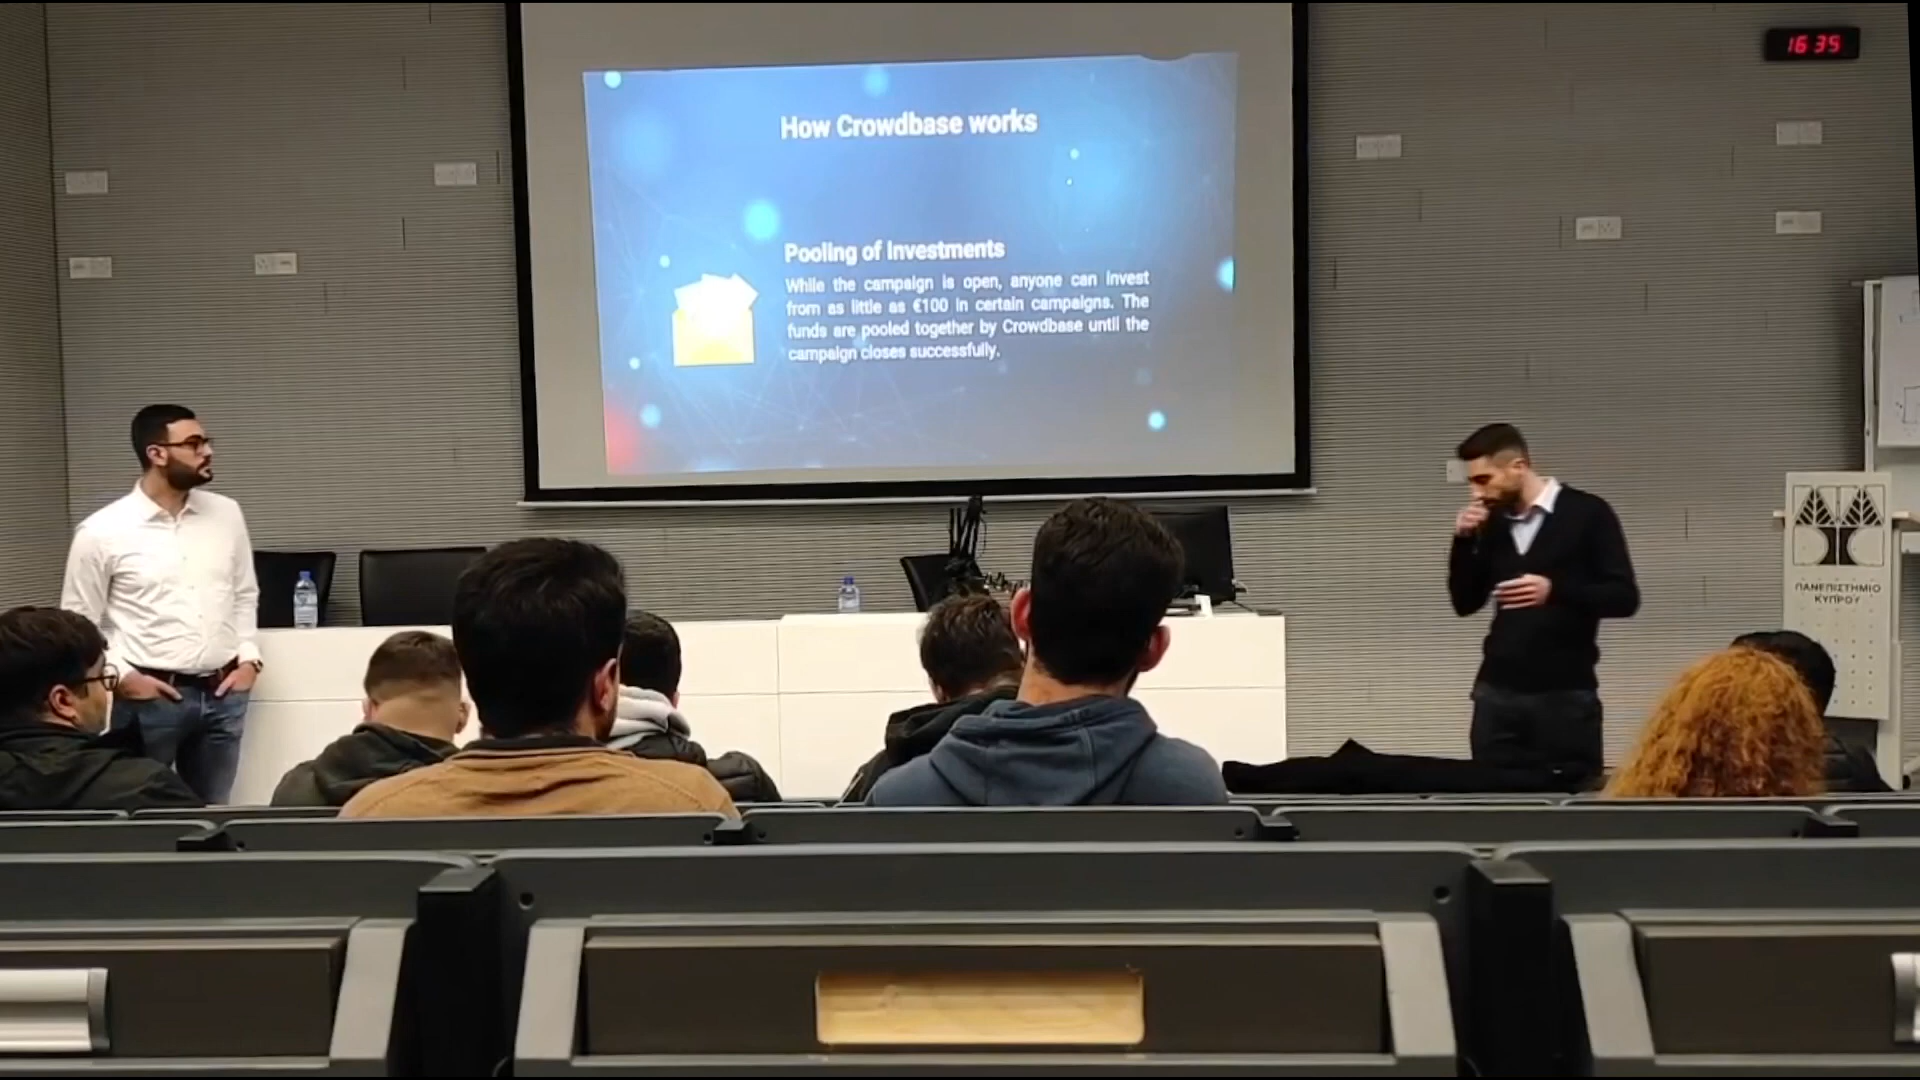 16 35
How Crowdbase works
Pooling of Investments
While the campaign is open, anyone can invest
from as little as €100 in certain campaigns. The
funds are pooled together by Crowdbase until the
campaign closes successfully.
ΠΑΝΕΠΙΣΤΗΜΙΟ
ΚΥΠΡΟΥ